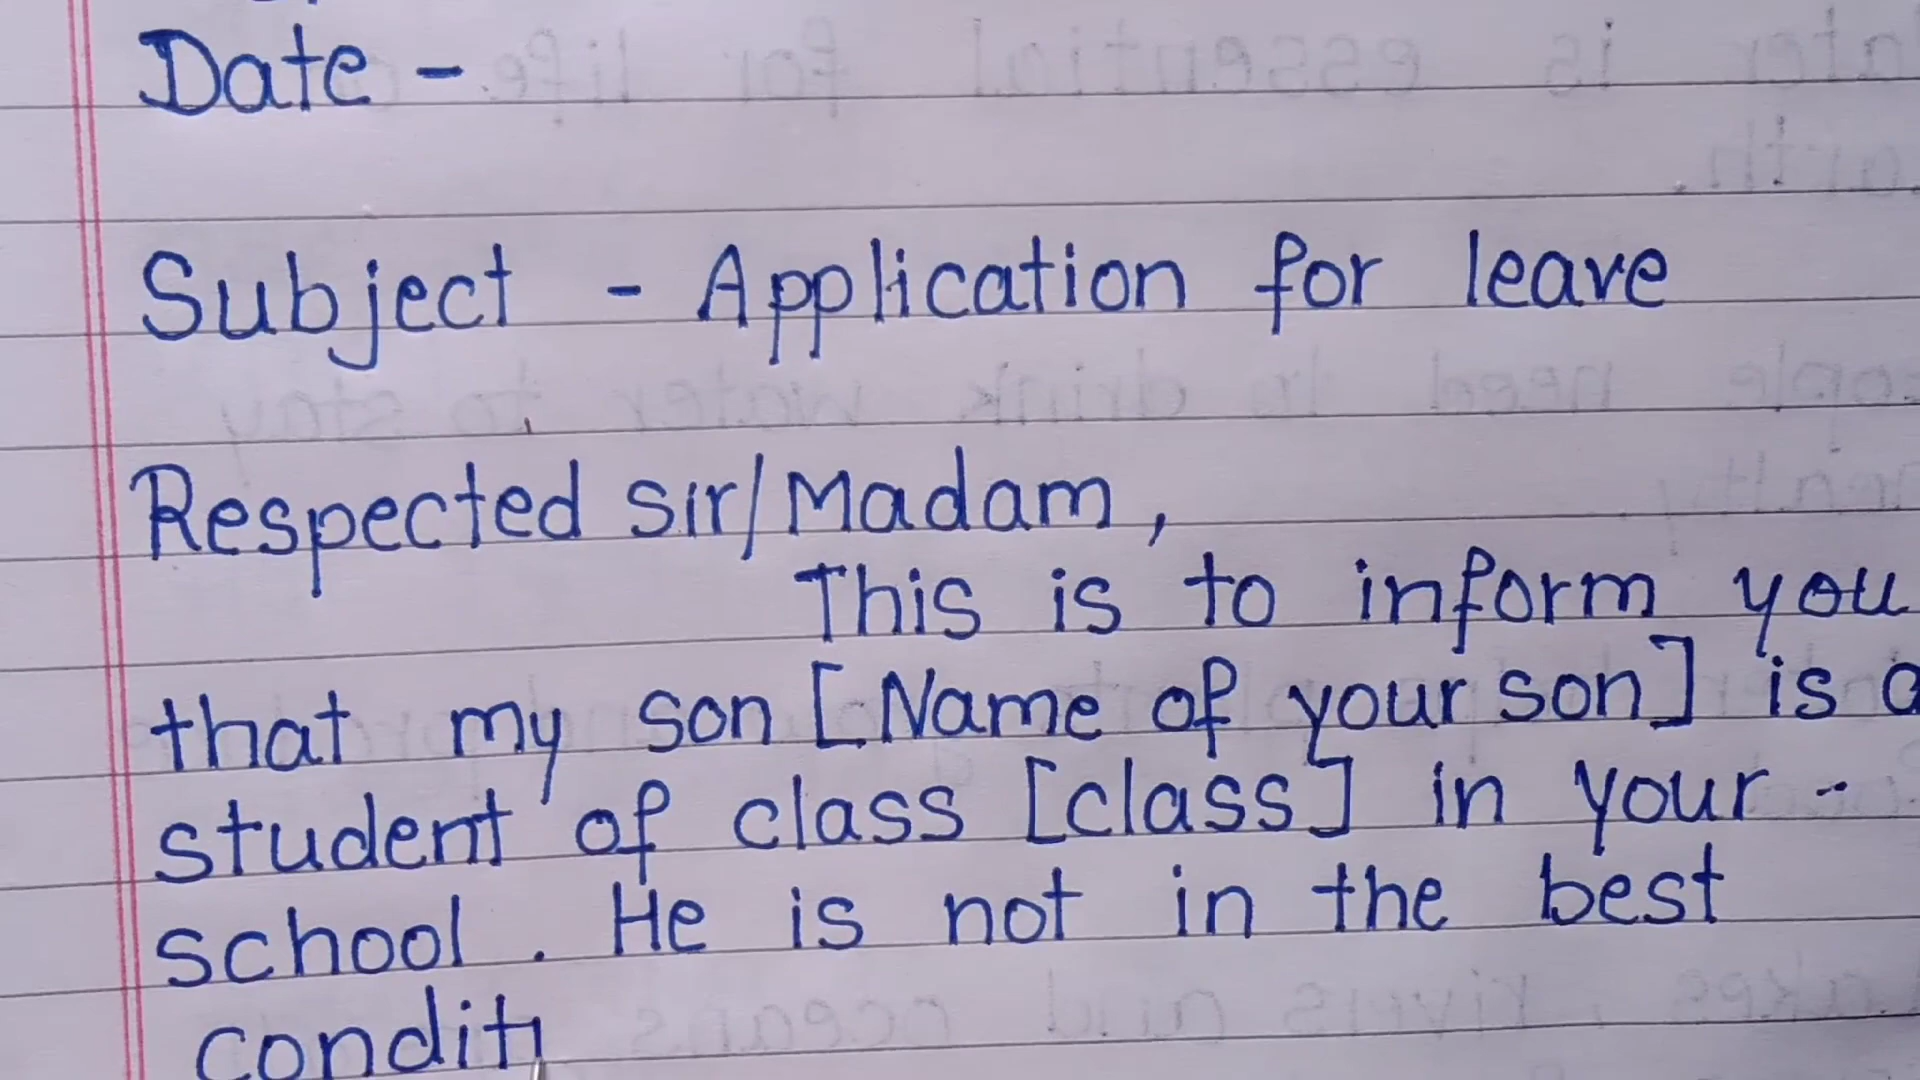 Date -
Subject - Application for leave
Respected Sir/Madam,
This is to inform you
that my son [Name of your son] is a
student of class [class] in your -
school. He is not in the best
conditi